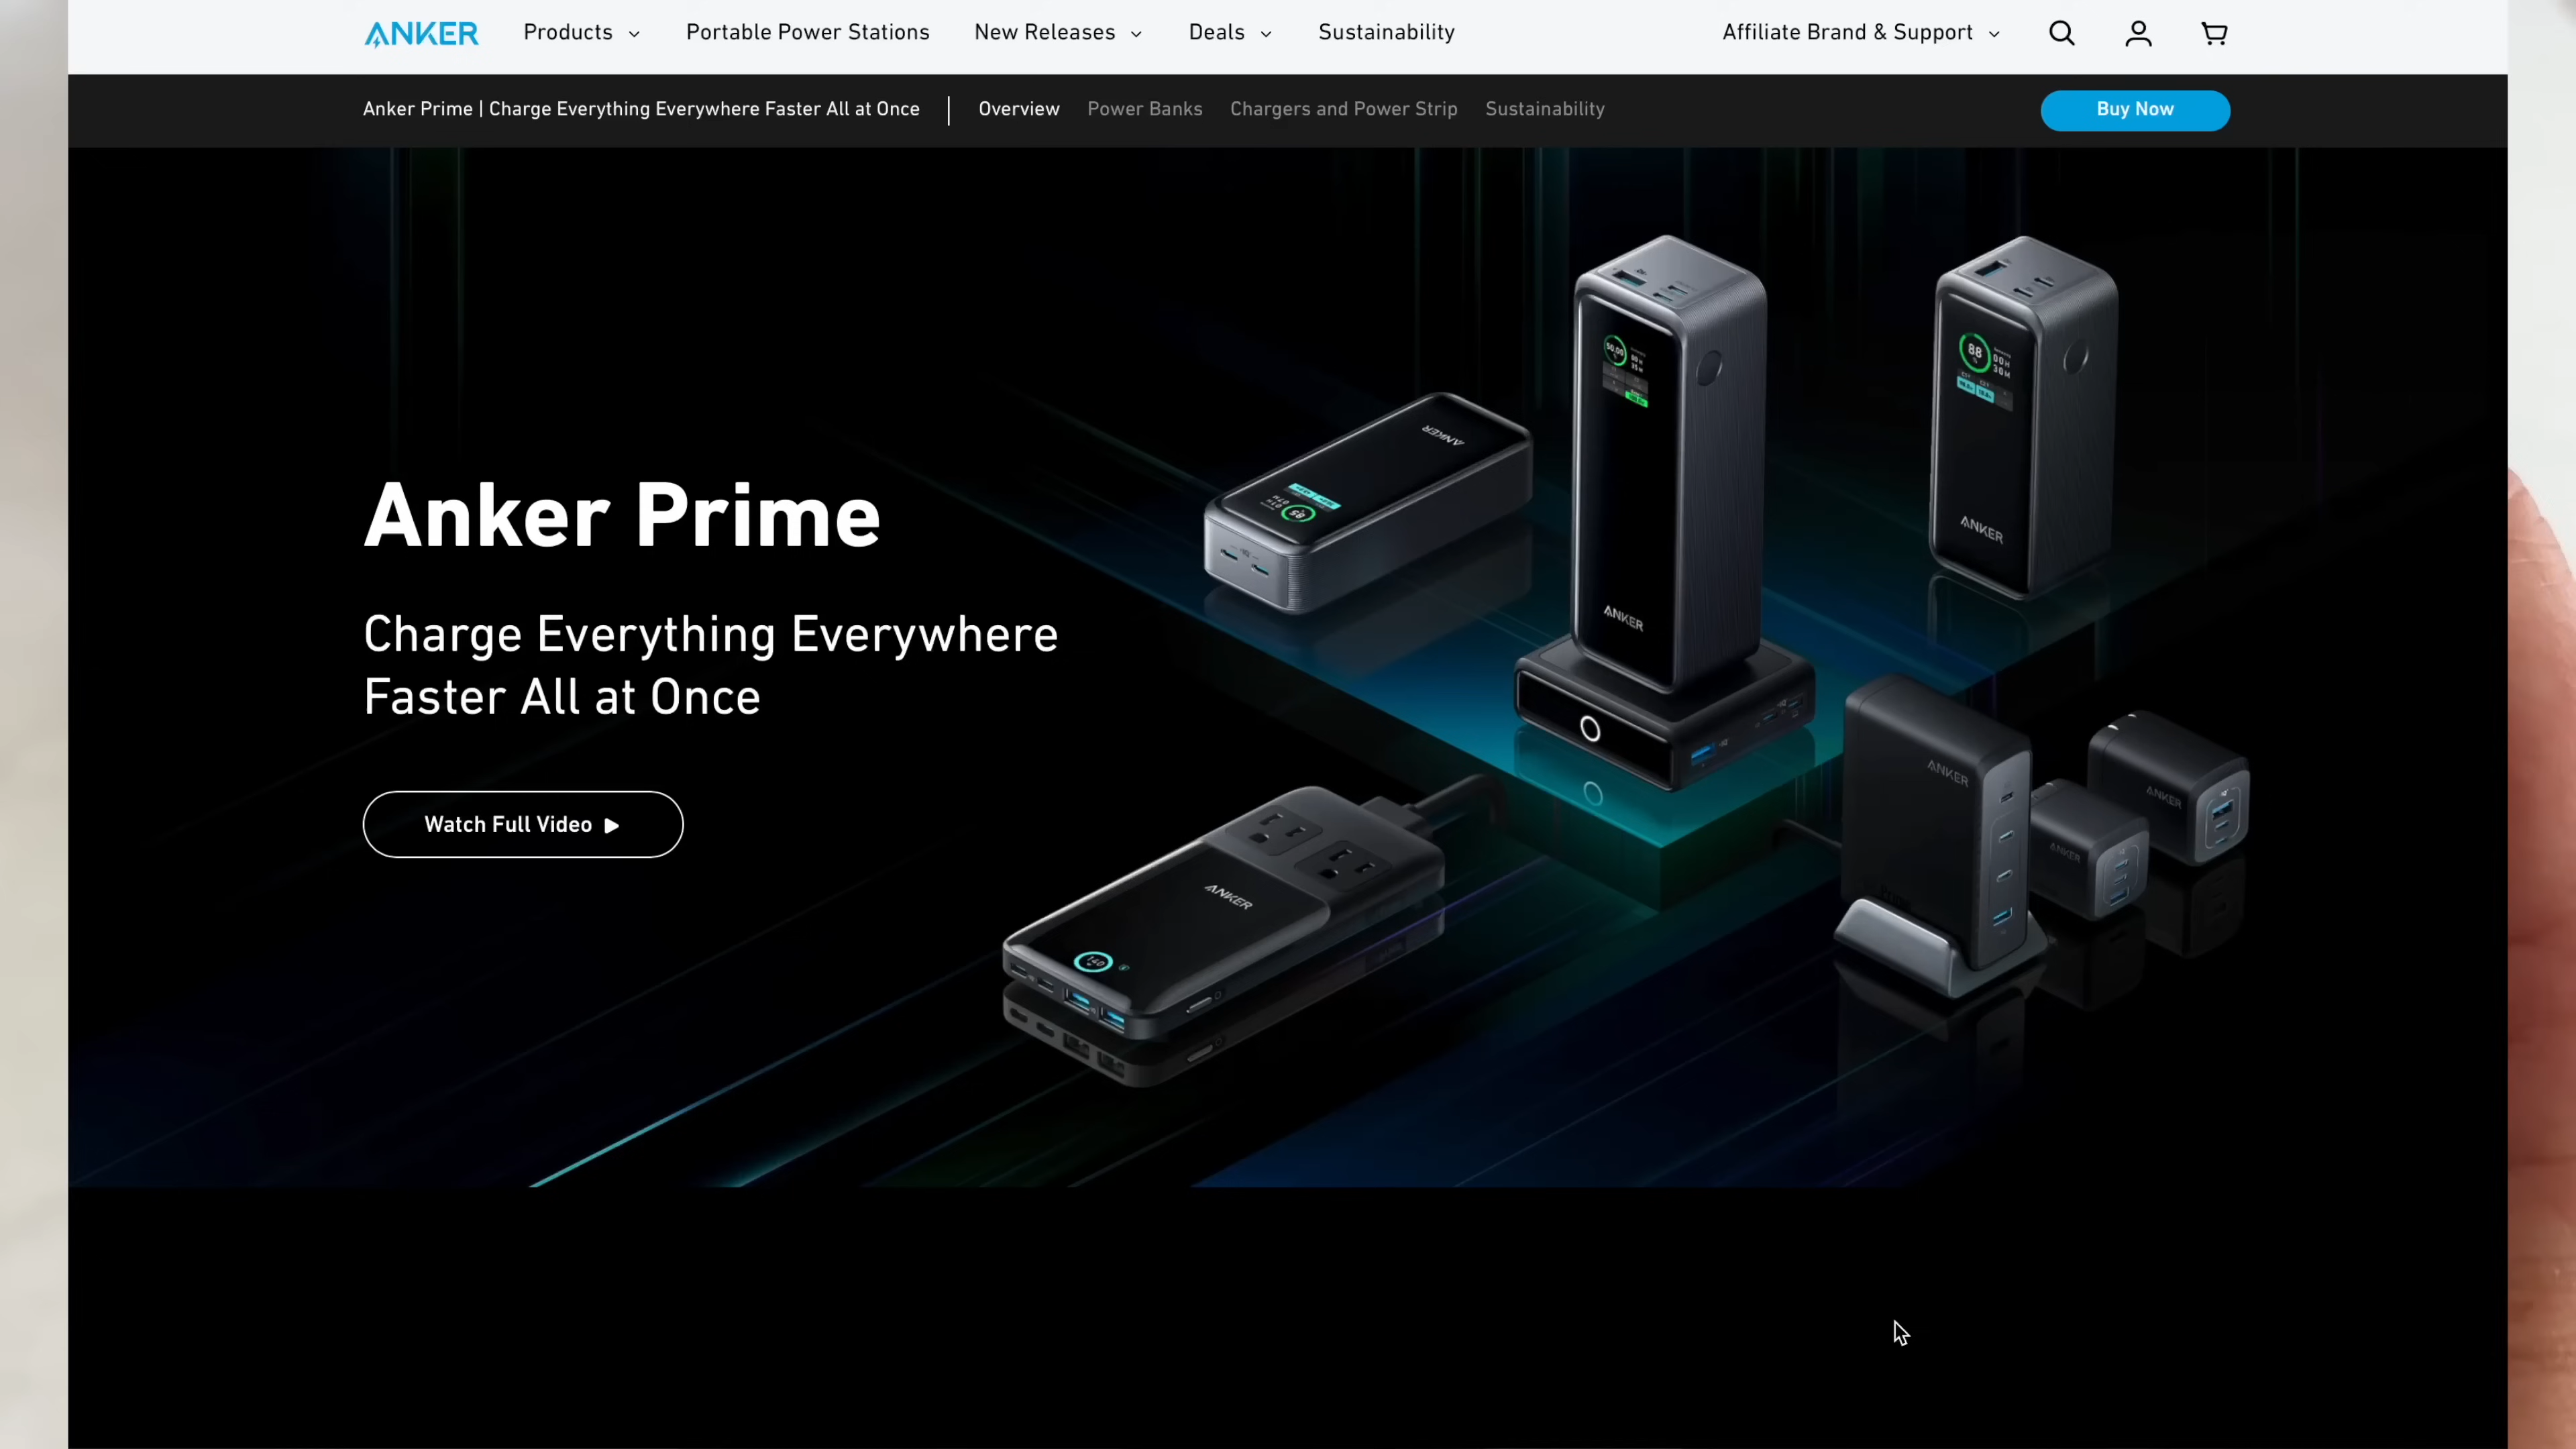 ANKER
Products
Portable Power Stations
New Releases
Deals
Sustainability
Affiliate Brand & Support
Anker Prime | Charge Everything Everywhere Faster All at Once
Overview
Power Banks
Chargers and Power Strip
Sustainability
Buy Now
Anker Prime
Charge Everything Everywhere
Faster All at Once
Watch Full Video
ANKER
ANKER
ANKER
88
ANKER
ANKER
ANKER
ANKER
140